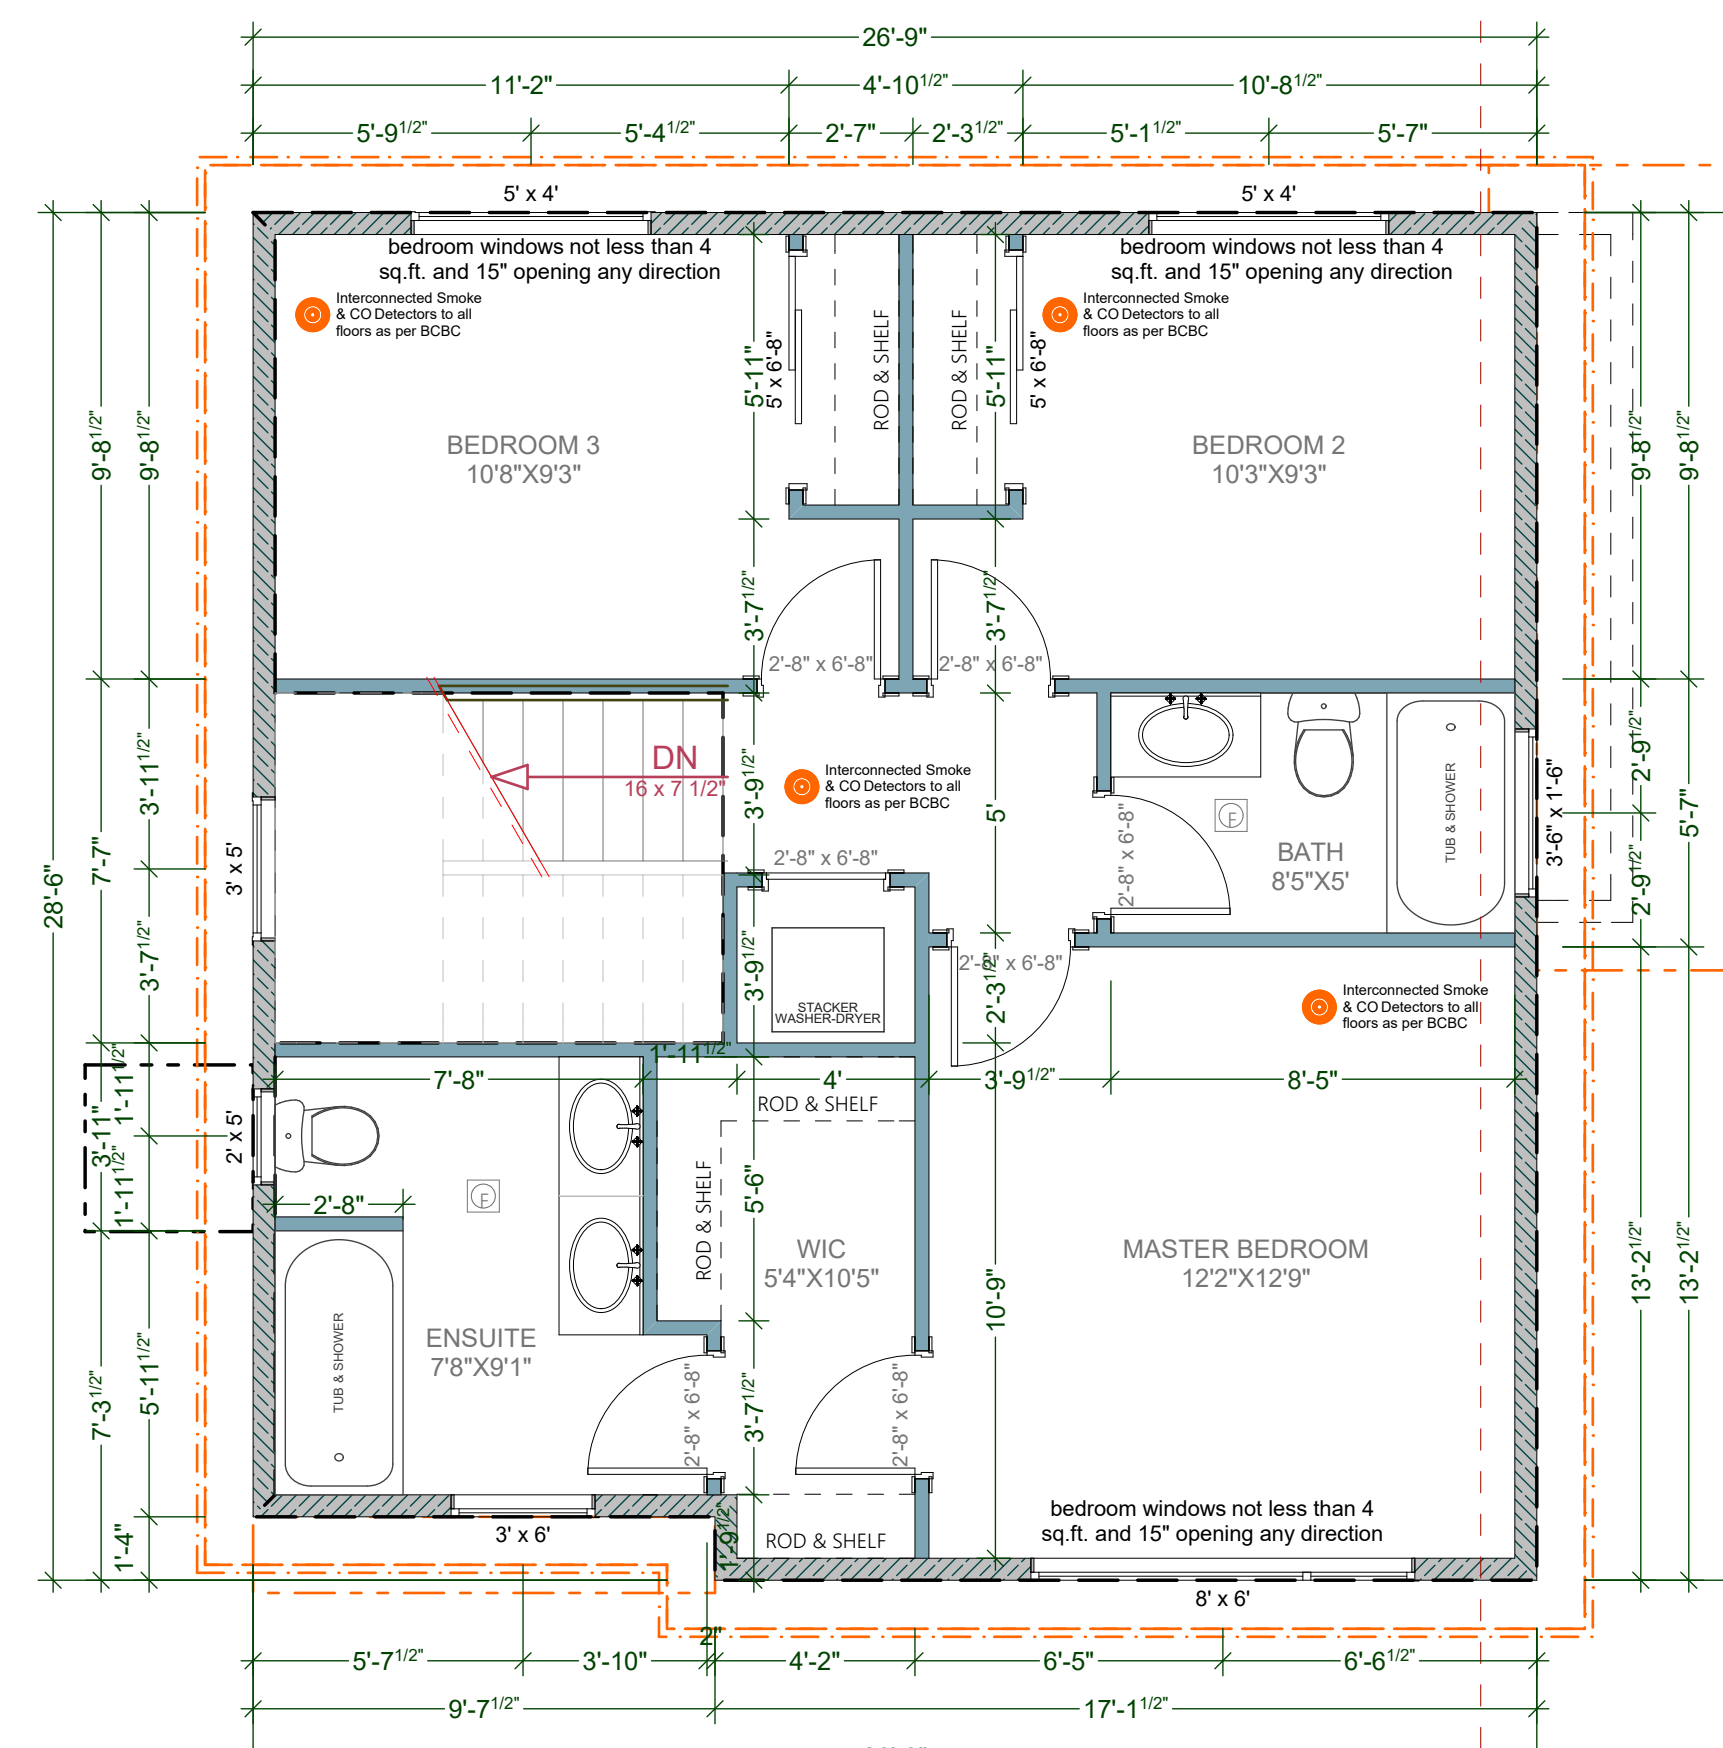 26'-9"
11'-2" 4'-10 1/2" 10'-8 1/2"
5'-9 1/2" 5'-4 1/2" 2'-7" 2'-3 1/2" 5'-1 1/2" 5'-7"
5' x 4' 5' x 4'
bedroom windows not less than 4
sq.ft. and 15" opening any direction
bedroom windows not less than 4
sq.ft. and 15" opening any direction
Interconnected Smoke
& CO Detectors to all
floors as per BCBC
Interconnected Smoke
& CO Detectors to all
floors as per BCBC
5'-11"
5' x 6'-8"
ROD & SHELF
ROD & SHELF
5'-11"
5' x 6'-8"
BEDROOM 3
10'8"X9'3"
BEDROOM 2
10'3"X9'3"
9'-8 1/2"
9'-8 1/2"
9'-8 1/2"
9'-8 1/2"
3'-7 1/2"
3'-7 1/2"
2'-8" x 6'-8"
2'-8" x 6'-8"
28'-6"
7'-7"
3'-11 1/2"
3'-7 1/2"
3' x 5'
DN
16 x 7 1/2"
3'-9 1/2"
Interconnected Smoke
& CO Detectors to all
floors as per BCBC
5'
2'-8" x 6'-8"
2'-8" x 6'-8"
F
BATH
8'5"X5'
TUB & SHOWER
3'-6" x 1'-6"
2'-9 1/2"
2'-9 1/2"
5'-7"
3'-9 1/2"
STACKER
WASHER-DRYER
2'-8" x 6'-8"
2'-3 1/2"
Interconnected Smoke
& CO Detectors to all
floors as per BCBC
1'-11 1/2"
7'-8" 4' 3'-9 1/2" 8'-5"
3'-11"
1'-11 1/2"
1'-11 1/2"
2' x 5'
2'-8"
F
ROD & SHELF
ROD & SHELF
5'-6"
WIC
5'4"X10'5"
MASTER BEDROOM
12'2"X12'9"
10'-9"
13'-2 1/2"
13'-2 1/2"
ENSUITE
7'8"X9'1"
TUB & SHOWER
7'-3 1/2"
5'-11 1/2"
1'-4"
2'-8" x 6'-8"
3'-7 1/2"
2'-8" x 6'-8"
1'-9 1/2"
ROD & SHELF
bedroom windows not less than 4
sq.ft. and 15" opening any direction
3' x 6'
8' x 6'
2"
5'-7 1/2" 3'-10" 4'-2" 6'-5" 6'-6 1/2"
9'-7 1/2" 17'-1 1/2"